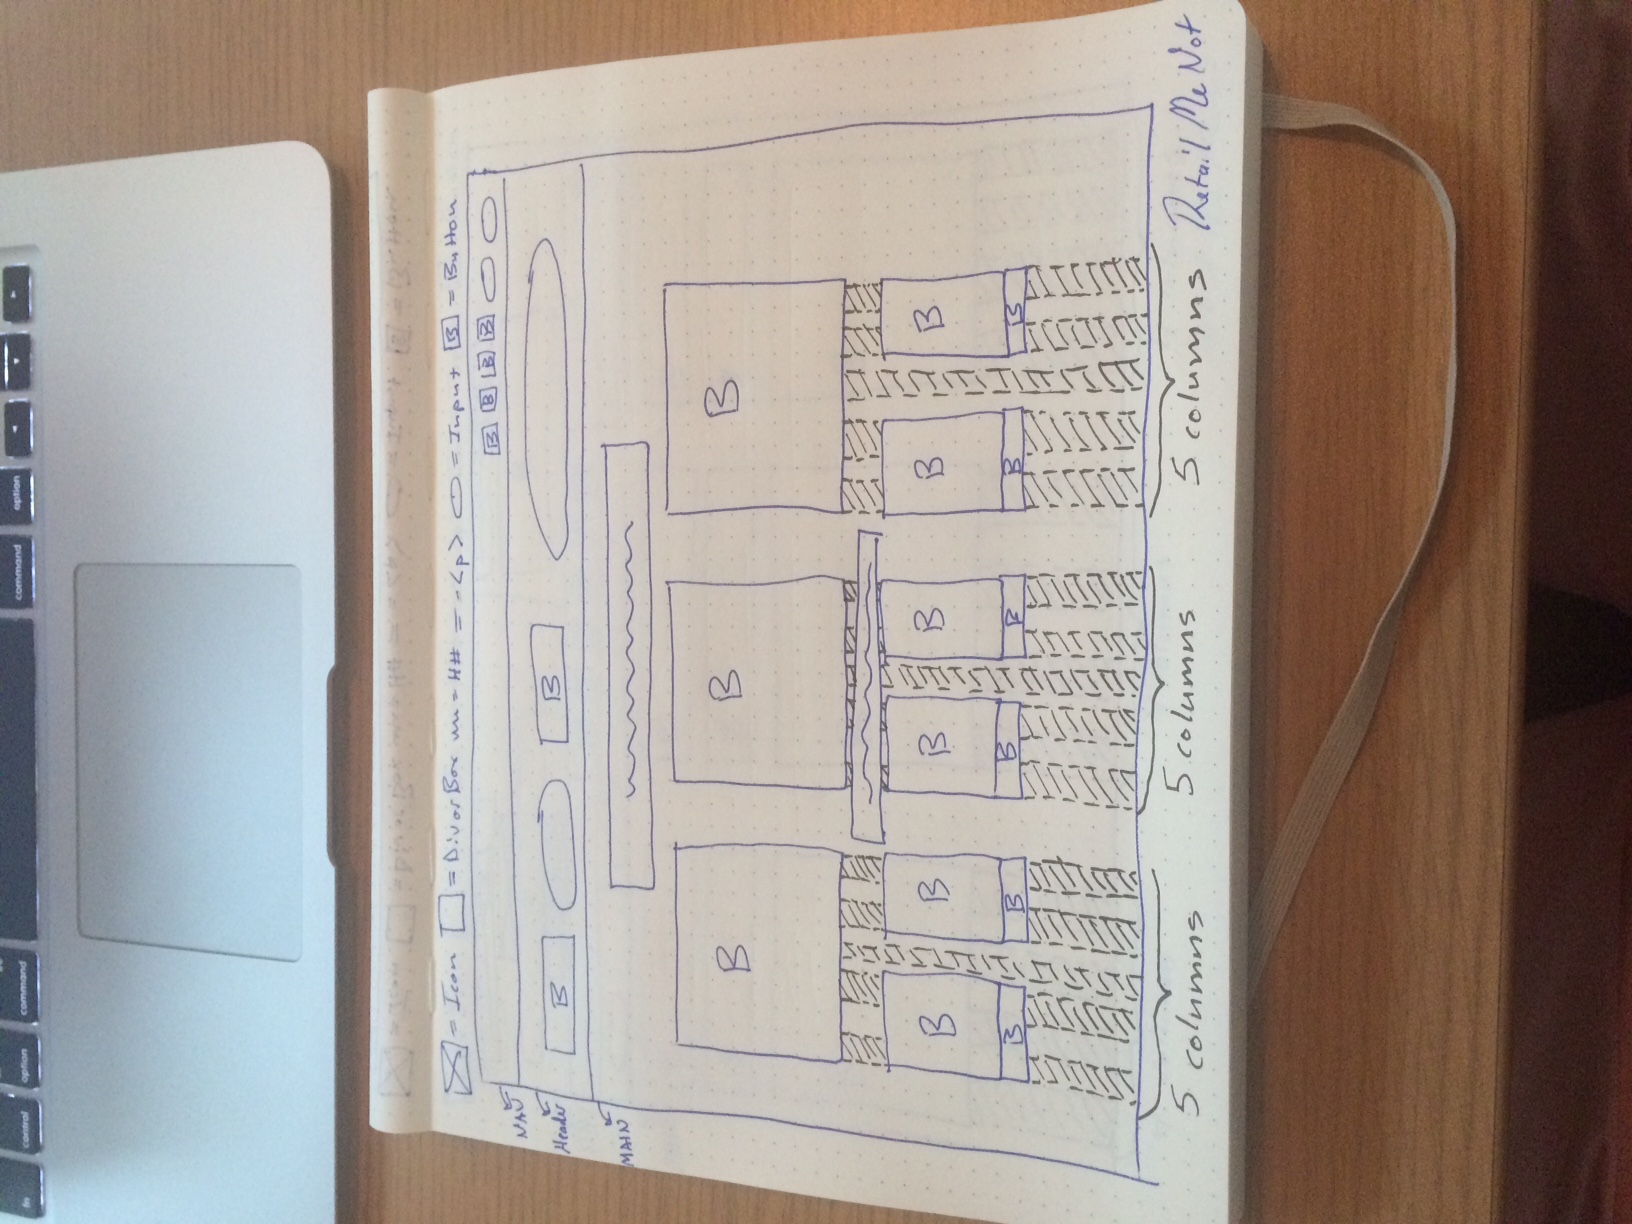 fn control option command command option
= Icon = Div or Box = H# = <p> = Input B = Button
NAV
B B B B
Header
B B
MAIN
B B B
B B B B B B
B B B B B B
5 columns 5 columns 5 columns
Retail Me Not